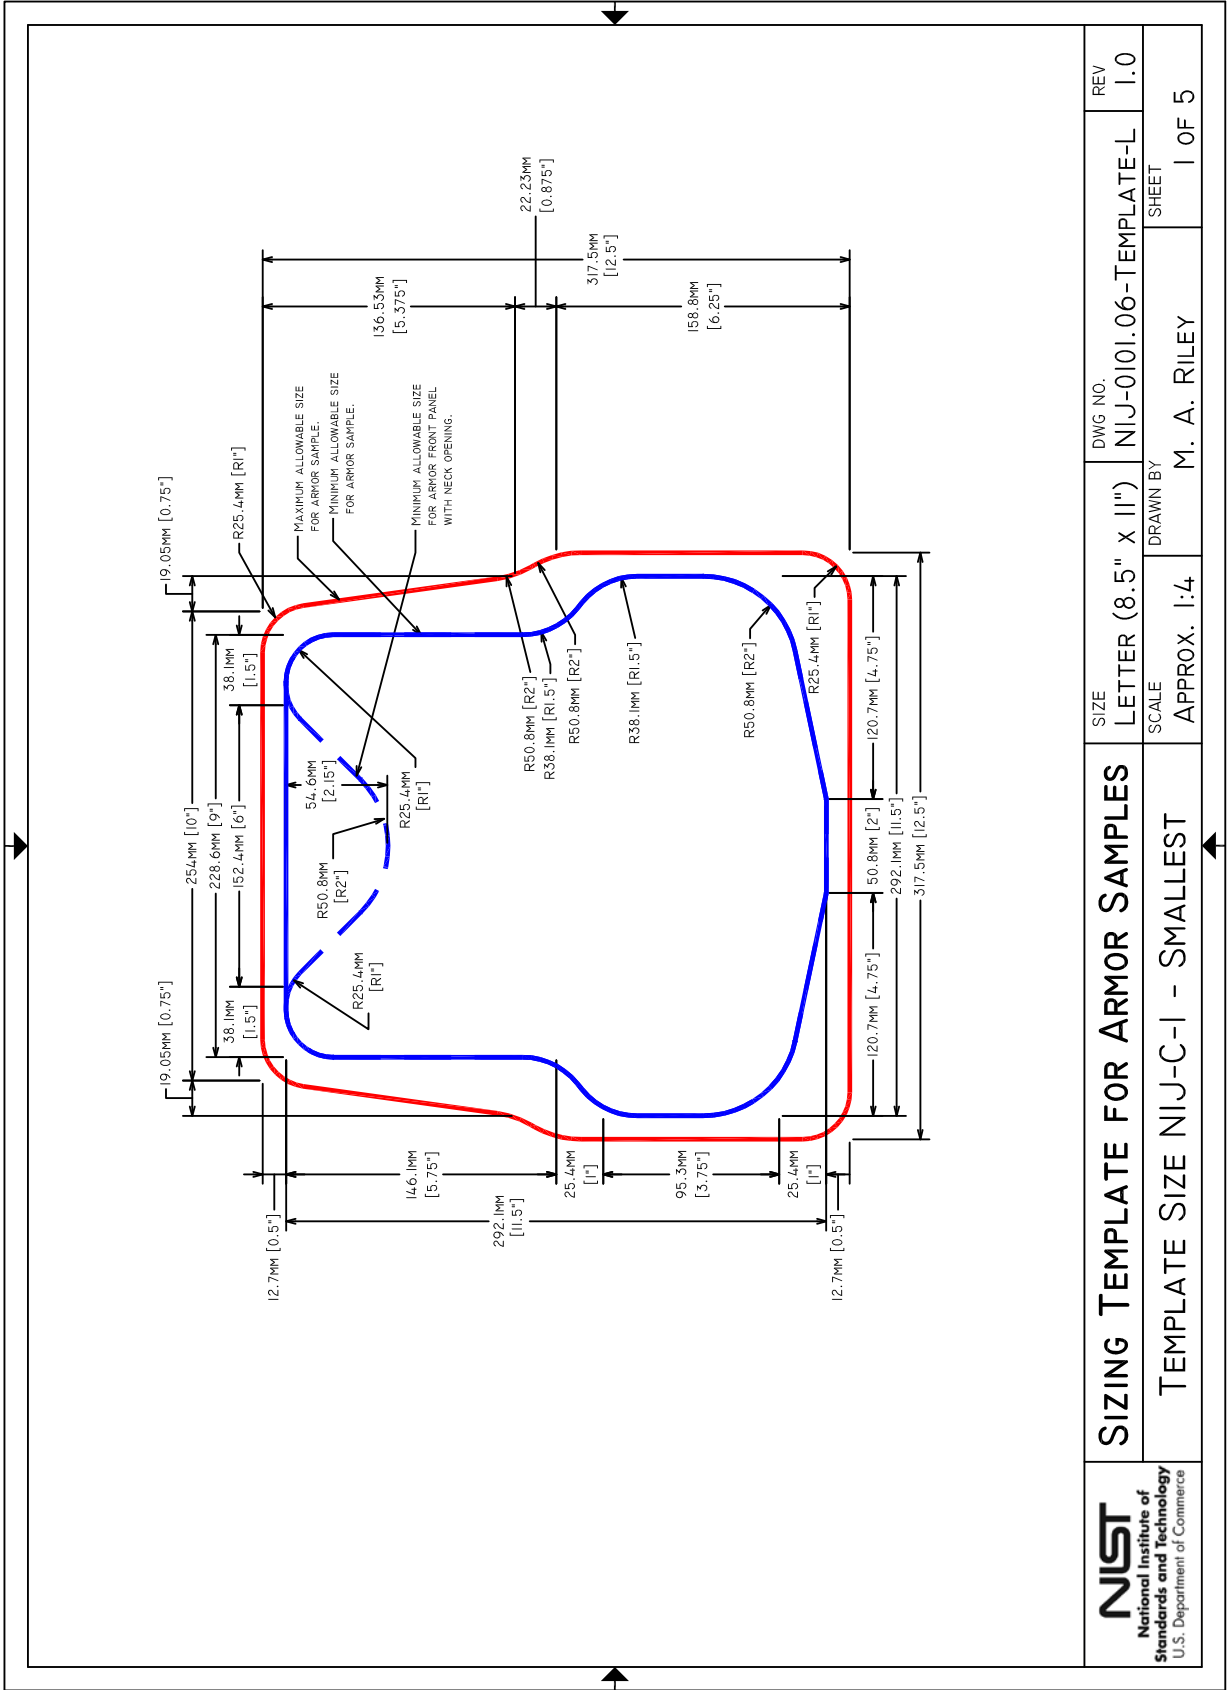 19.05MM [0.75"]
254MM [10"]
19.05MM [0.75"]
228.6MM [9"]
38.1MM
[1.5"]
152.4MM [6"]
38.1MM
[1.5"]
R25.4MM [R1"]
MAXIMUM ALLOWABLE SIZE
FOR ARMOR SAMPLE.
MINIMUM ALLOWABLE SIZE
FOR ARMOR SAMPLE.
MINIMUM ALLOWABLE SIZE
FOR ARMOR FRONT PANEL
WITH NECK OPENING.
136.53MM
[5.375"]
22.23MM
[0.875"]
317.5MM
[12.5"]
158.8MM
[6.25"]
54.6MM
[2.15"]
R50.8MM
[R2"]
R25.4MM
[R1"]
R25.4MM
[R1"]
R50.8MM [R2"]
R38.1MM [R1.5"]
R50.8MM [R2"]
R38.1MM [R1.5"]
R50.8MM [R2"]
R25.4MM [R1"]
12.7MM [0.5"]
146.1MM
[5.75"]
292.1MM
[11.5"]
25.4MM
[1"]
95.3MM
[3.75"]
25.4MM
[1"]
12.7MM [0.5"]
120.7MM [4.75"]
50.8MM [2"]
120.7MM [4.75"]
292.1MM [11.5"]
317.5MM [12.5"]
NIST
National Institute of
Standards and Technology
U.S. Department of Commerce
SIZING TEMPLATE FOR ARMOR SAMPLES
TEMPLATE SIZE NIJ-C-1 - SMALLEST
SIZE
LETTER (8.5" X 11")
DWG NO.
NIJ-0101.06-TEMPLATE-L
REV
1.0
SCALE
APPROX. 1:4
DRAWN BY
M. A. RILEY
SHEET
1 OF 5